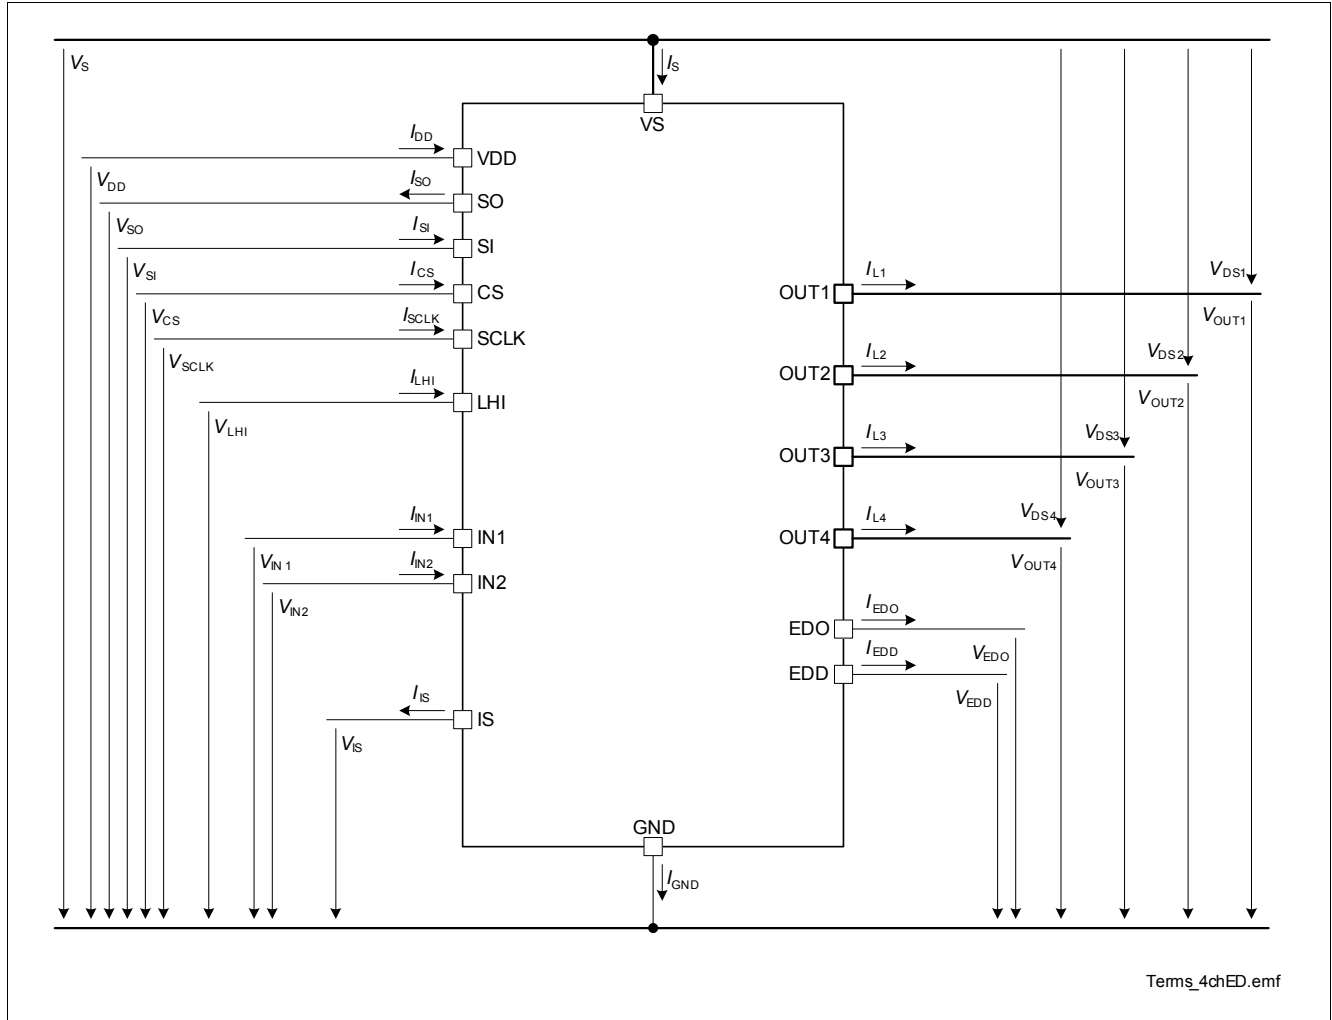 V_S
I_S
VS
I_DD
VDD
V_DD
I_SO
SO
V_SO
I_SI
SI
V_SI
I_CS
CS
V_CS
I_SCLK
SCLK
V_SCLK
I_LHI
LHI
V_LHI
I_IN1
IN1
V_IN1
I_IN2
IN2
V_IN2
I_IS
IS
V_IS
OUT1
I_L1
V_DS1
V_OUT1
OUT2
I_L2
V_DS2
V_OUT2
OUT3
I_L3
V_DS3
V_OUT3
OUT4
I_L4
V_DS4
V_OUT4
EDO
I_EDO
V_EDO
EDD
I_EDD
V_EDD
GND
I_GND
Terms_4chED.emf